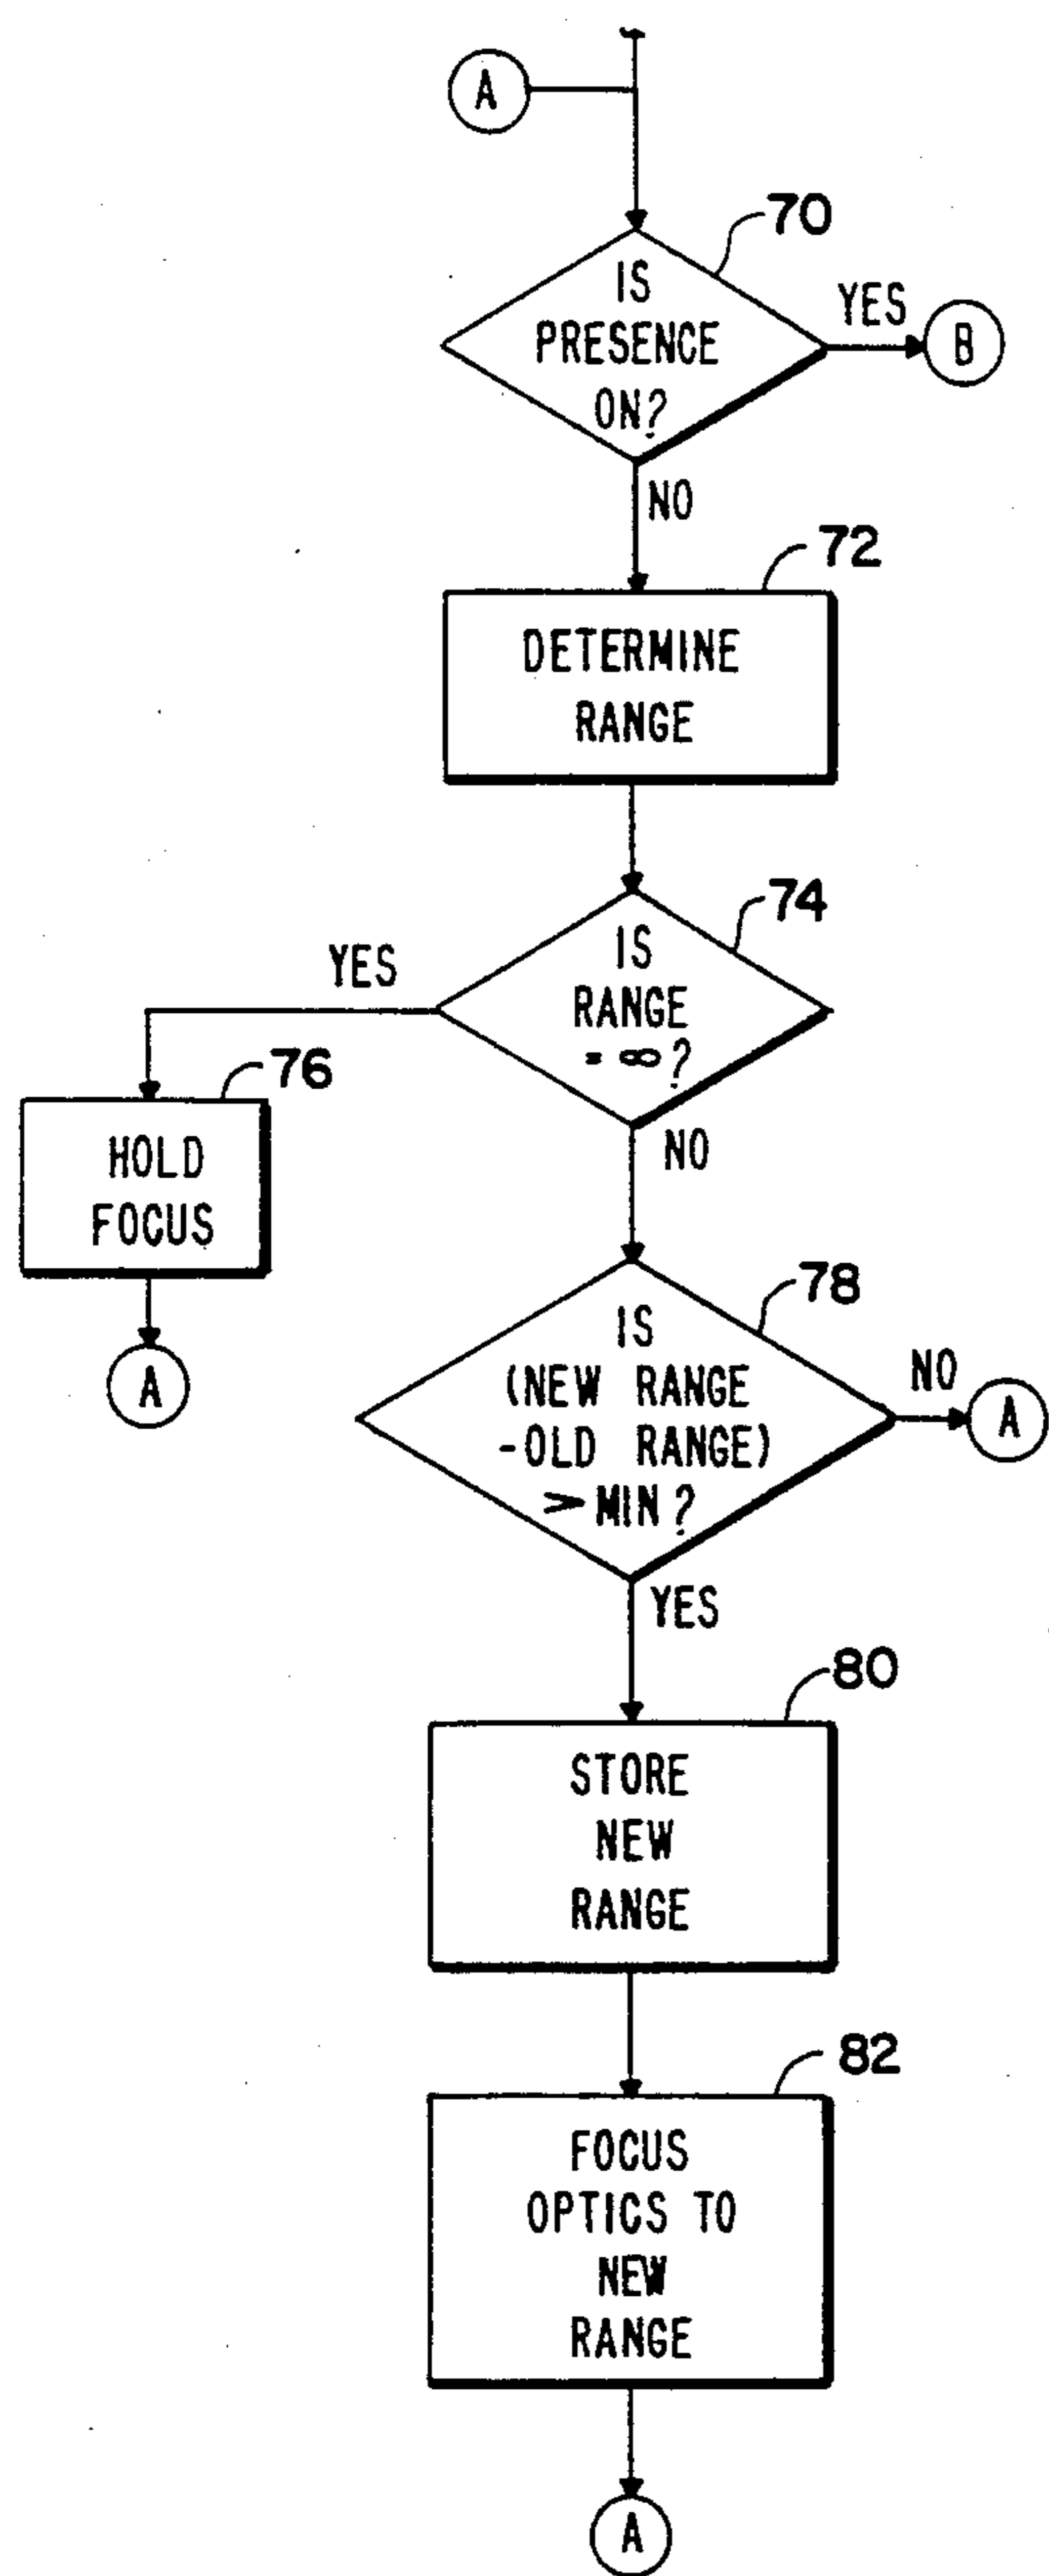 A
70
IS
PRESENCE
ON?
YES
B
NO
72
DETERMINE
RANGE
74
IS
RANGE
= ∞?
YES
76
HOLD
FOCUS
A
NO
78
IS
(NEW RANGE
-OLD RANGE)
> MIN?
NO
A
YES
80
STORE
NEW
RANGE
82
FOCUS
OPTICS TO
NEW
RANGE
A